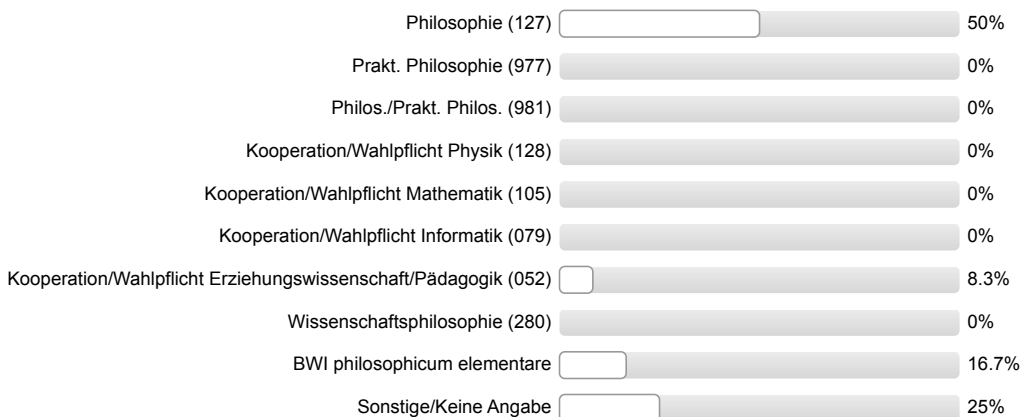 Philosophie (127) 50%
Prakt. Philosophie (977) 0%
Philos./Prakt. Philos. (981) 0%
Kooperation/Wahlpflicht Physik (128) 0%
Kooperation/Wahlpflicht Mathematik (105) 0%
Kooperation/Wahlpflicht Informatik (079) 0%
Kooperation/Wahlpflicht Erziehungswissenschaft/Pädagogik (052) 8.3%
Wissenschaftsphilosophie (280) 0%
BWI philosophicum elementare 16.7%
Sonstige/Keine Angabe 25%